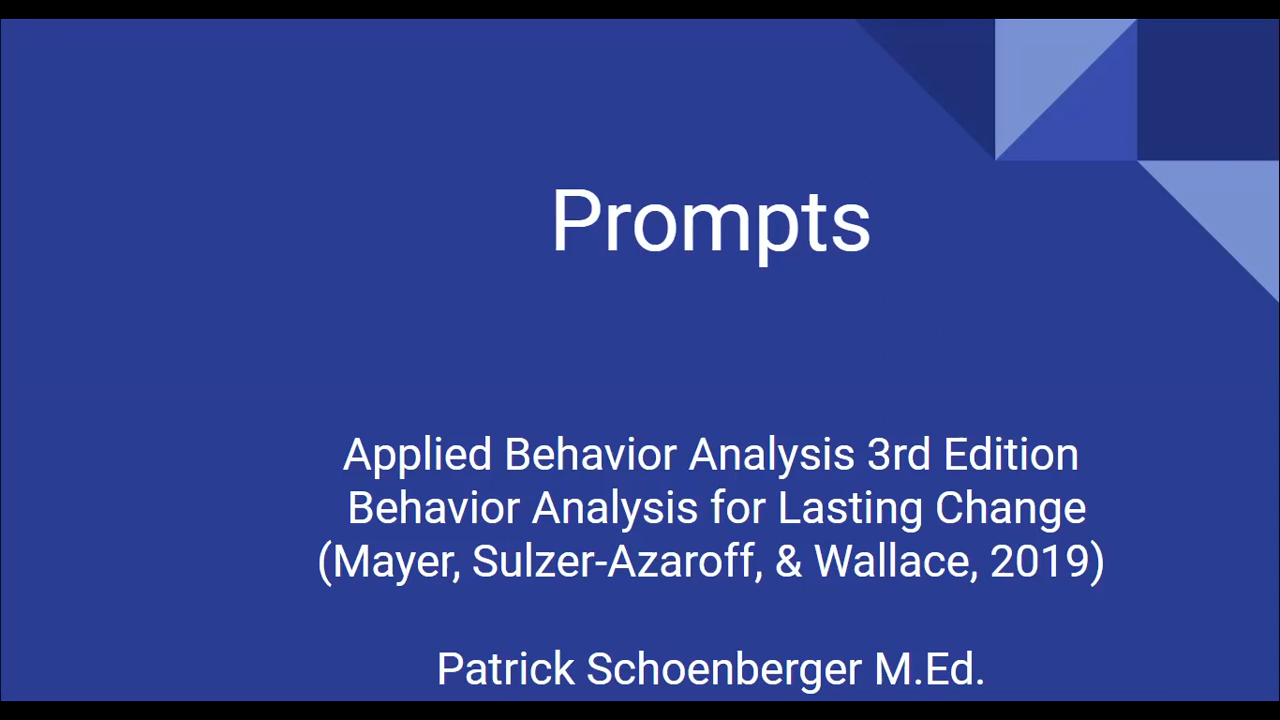 Prompts
Applied Behavior Analysis 3rd Edition
Behavior Analysis for Lasting Change
(Mayer, Sulzer-Azaroff, & Wallace, 2019)
Patrick Schoenberger M.Ed.